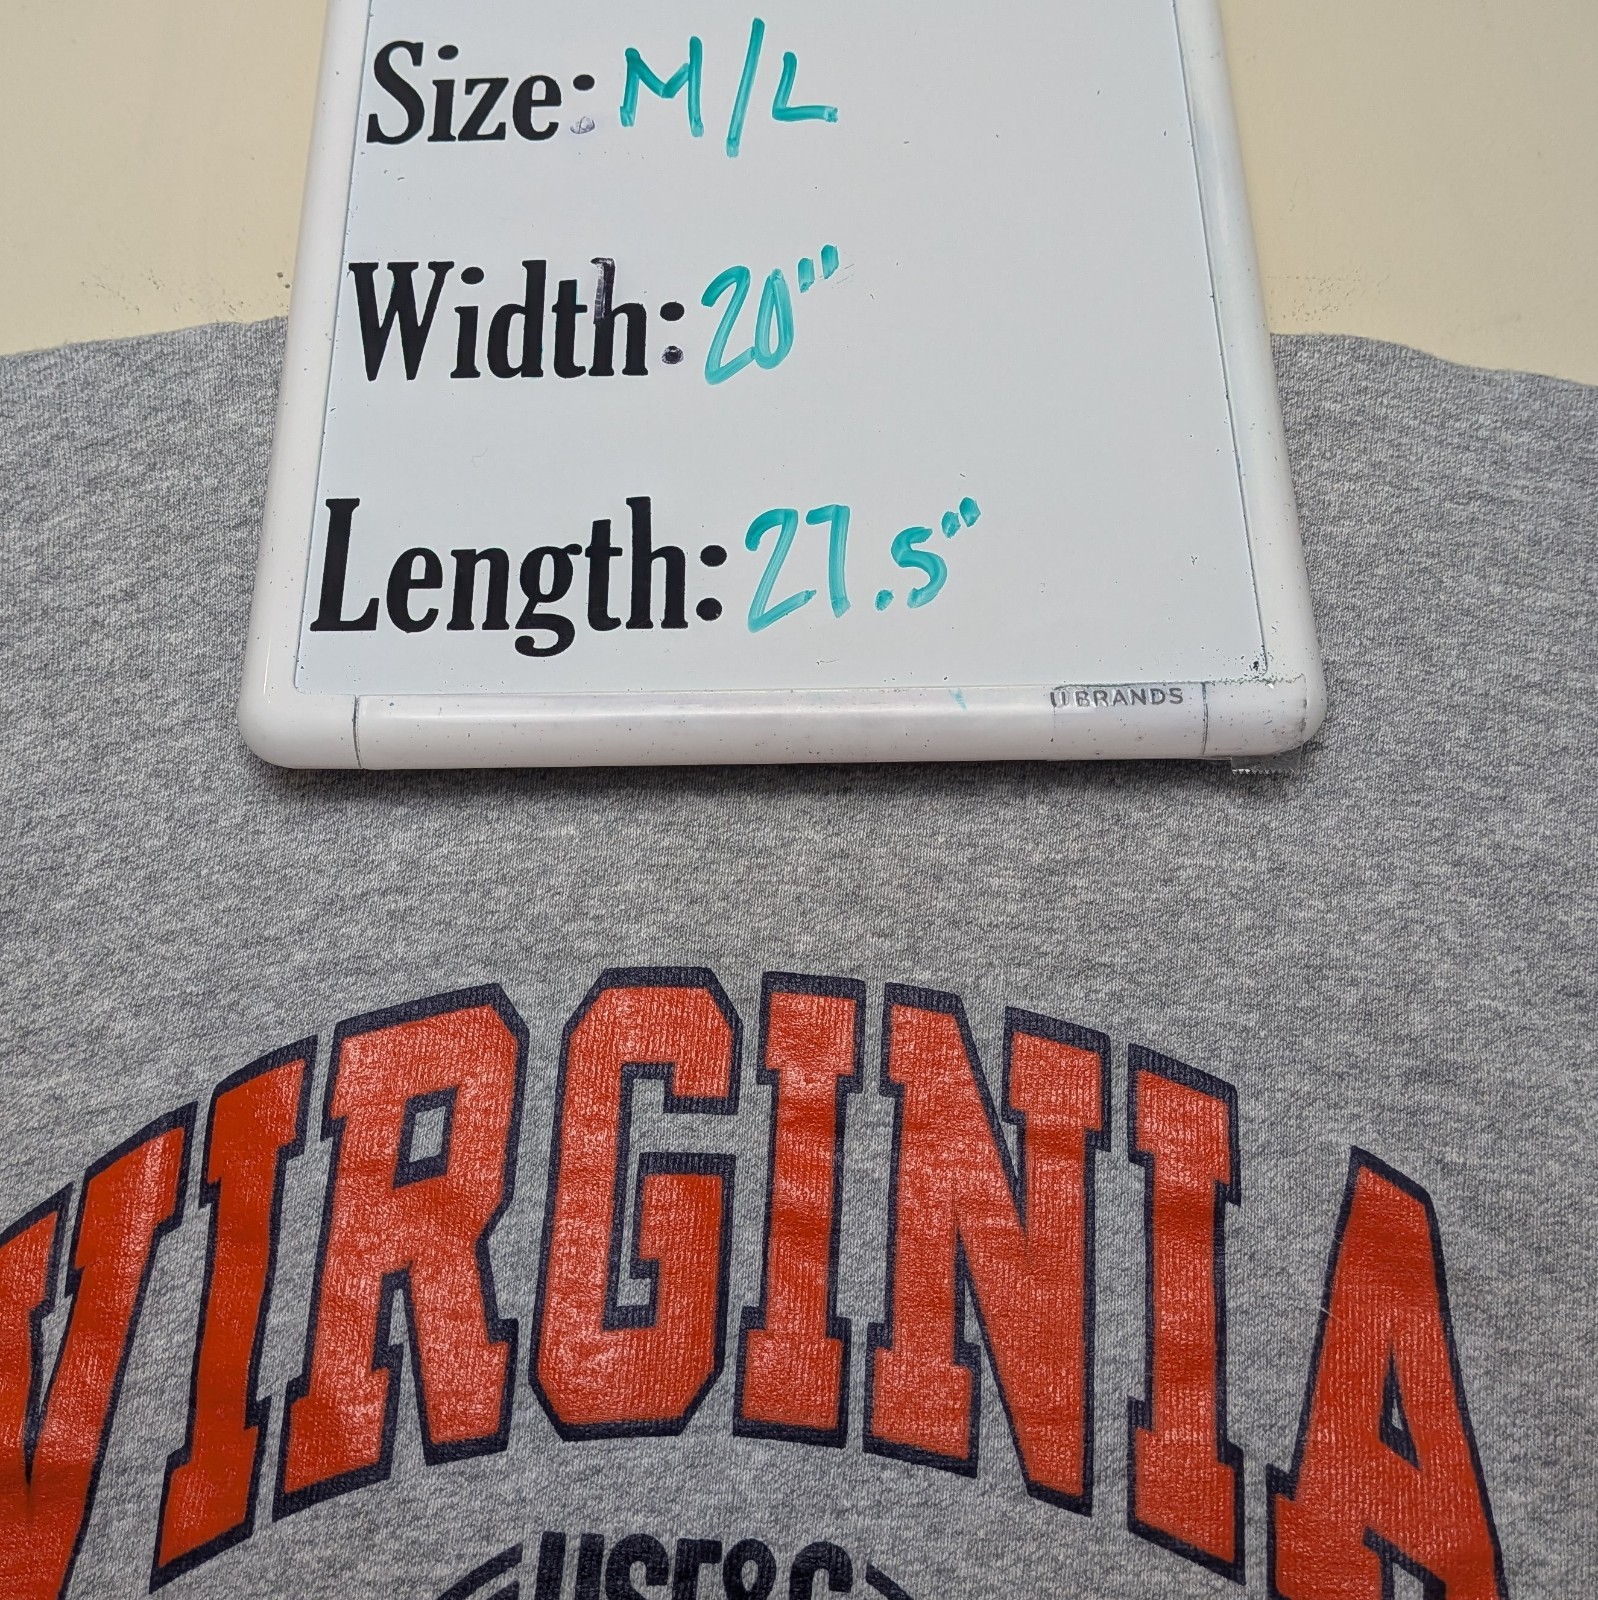 Size: M/L
Width: 20"
Length: 27.5"
U BRANDS
VIRGINIA